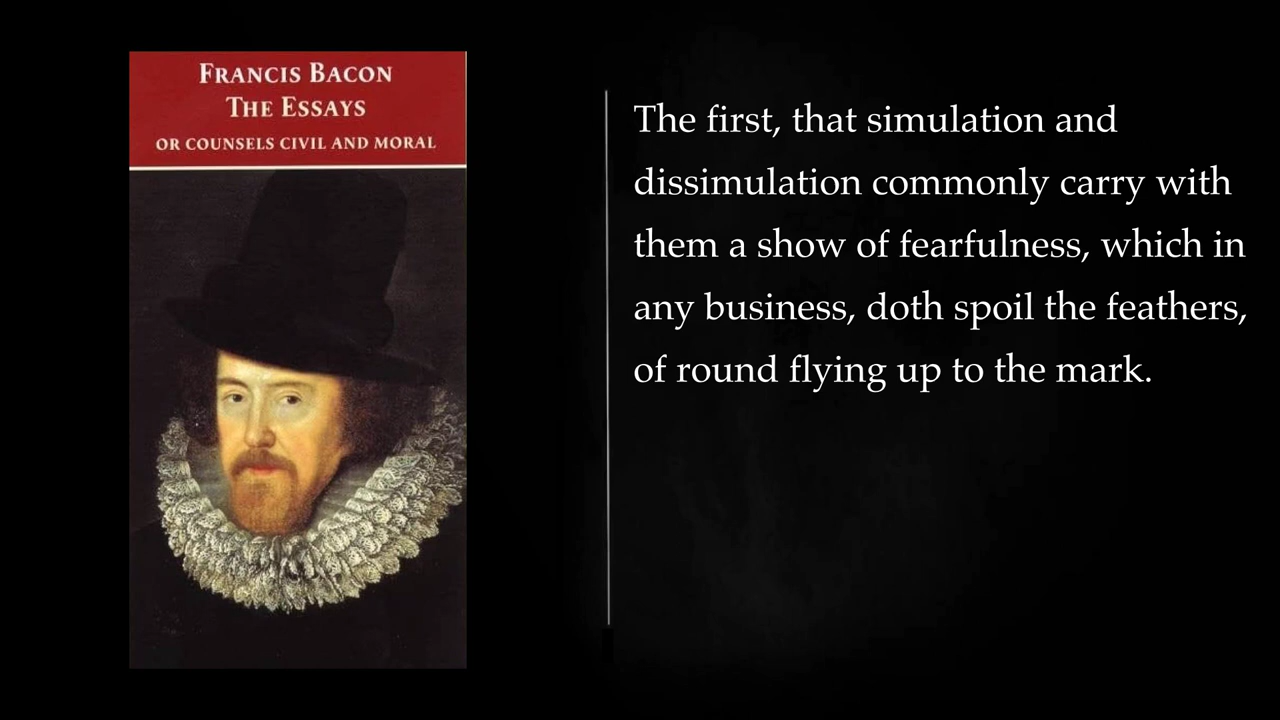 FRANCIS BACON
THE ESSAYS
OR COUNSELS CIVIL AND MORAL
The first, that simulation and
dissimulation commonly carry with
them a show of fearfulness, which in
any business, doth spoil the feathers,
of round flying up to the mark.